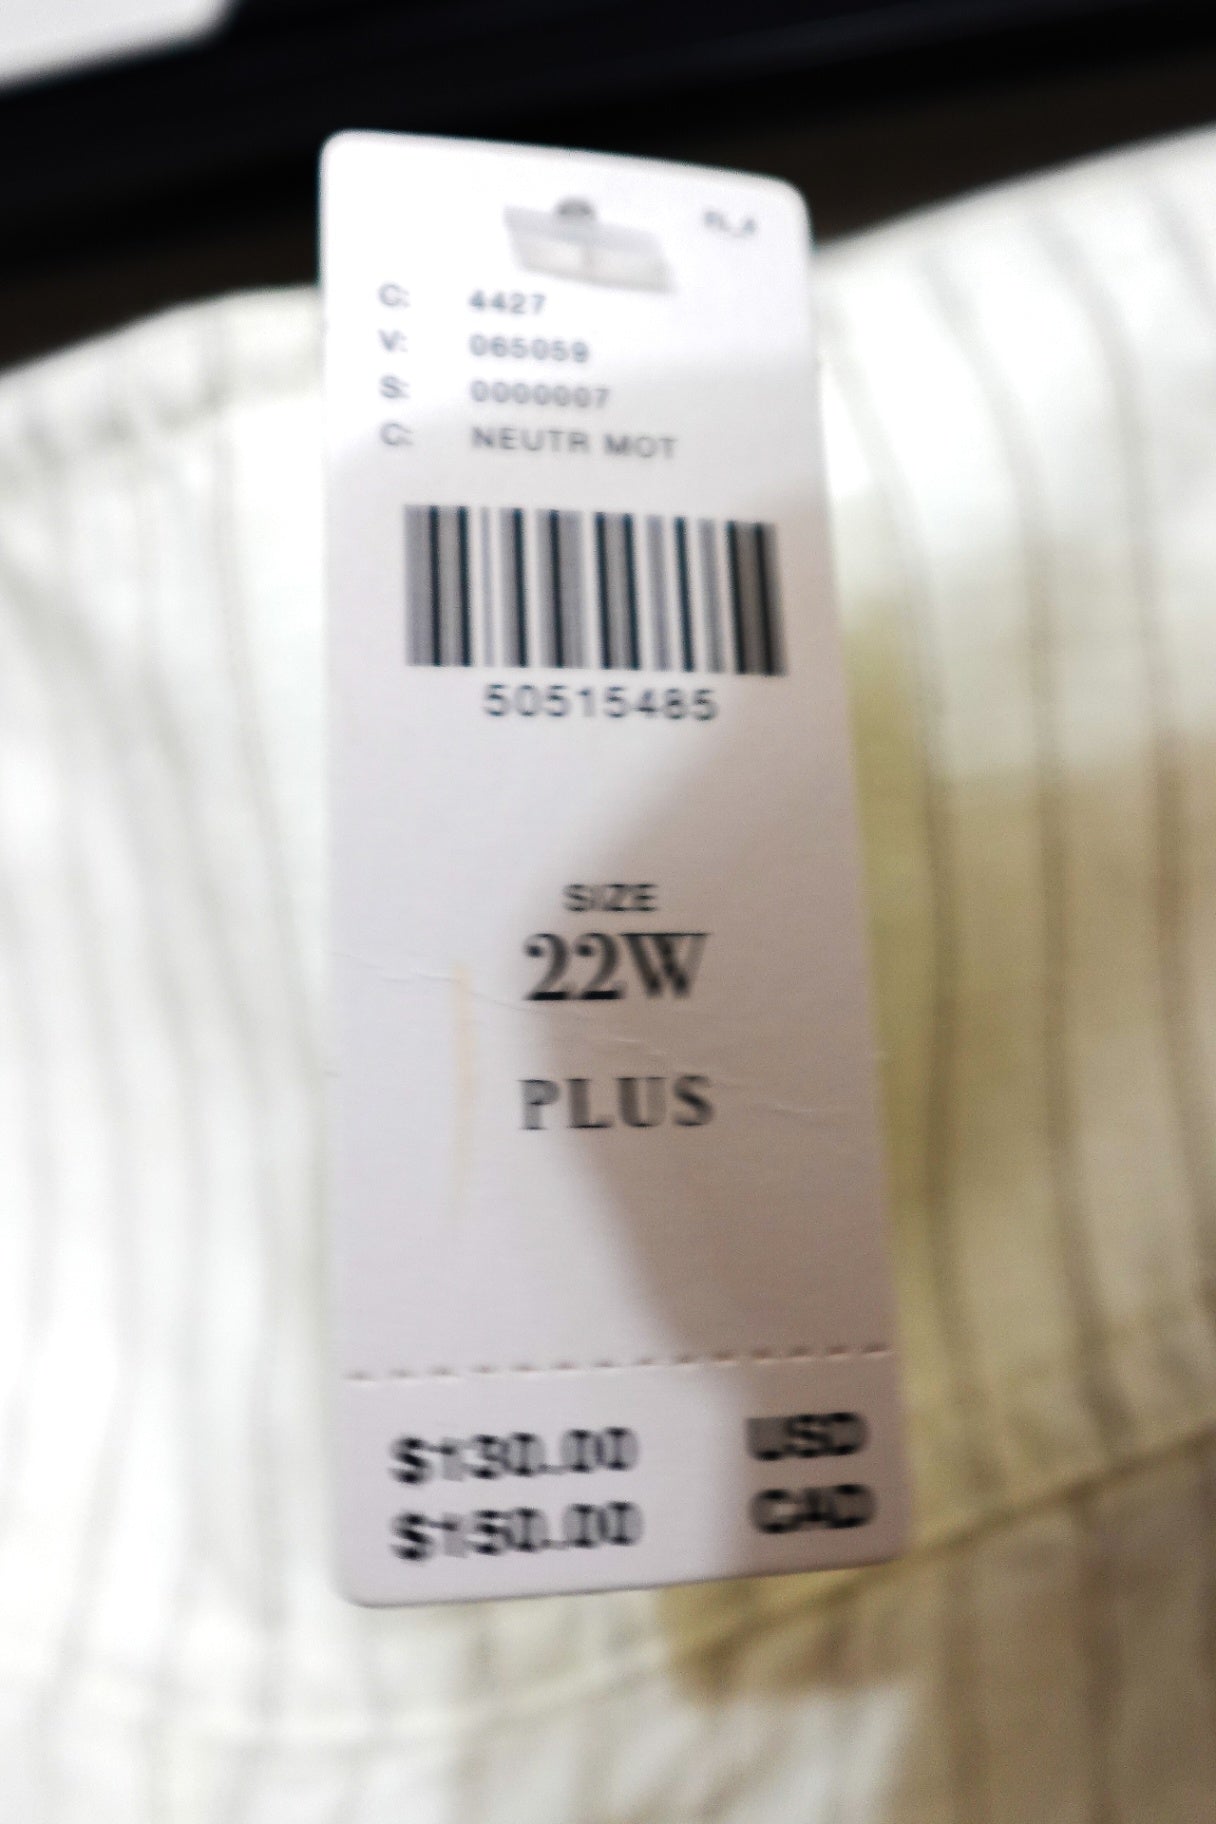 C: 4427
V: 065059
S: 0000007
C: NEUTR MOT
50515485
SIZE
22W
PLUS
$130.00 USD
$150.00 CAD